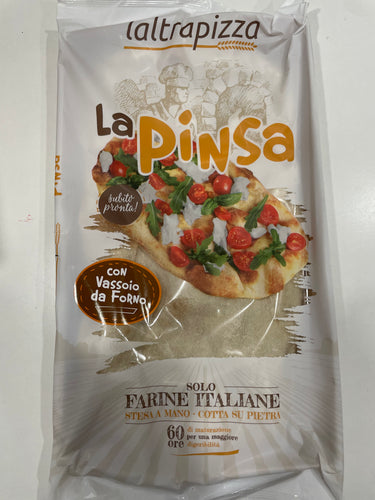 laltrapizza
La PiNSa
PiNSa
subito
pronta!
CON
Vassoio
da Forno
SOLO
FARINE ITALIANE
STESA A MANO • COTTA SU PIETRA
60 di maturazione
ore per una maggiore
digeribilità